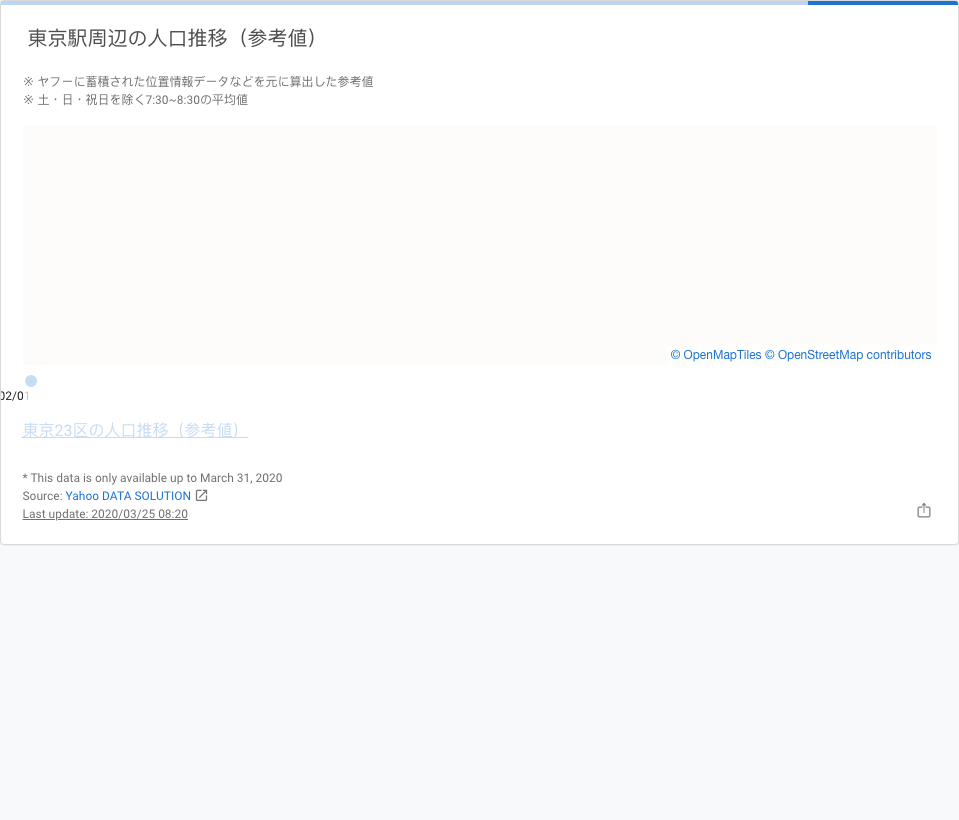 東京駅周辺の人口推移（参考値）
※ ヤフーに蓄積された位置情報データなどを元に算出した参考値
※ 土・日・祝日を除く7:30~8:30の平均値
© OpenMapTiles © OpenStreetMap contributors
02/01
東京23区の人口推移（参考値）
* This data is only available up to March 31, 2020
Source: Yahoo DATA SOLUTION
Last update: 2020/03/25 08:20